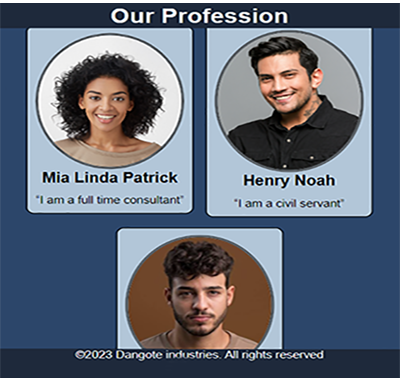 Our Profession
Mia Linda Patrick
Henry Noah
"I am a full time consultant"
"I am a civil servant"
©2023 Dangote industries. All rights reserved